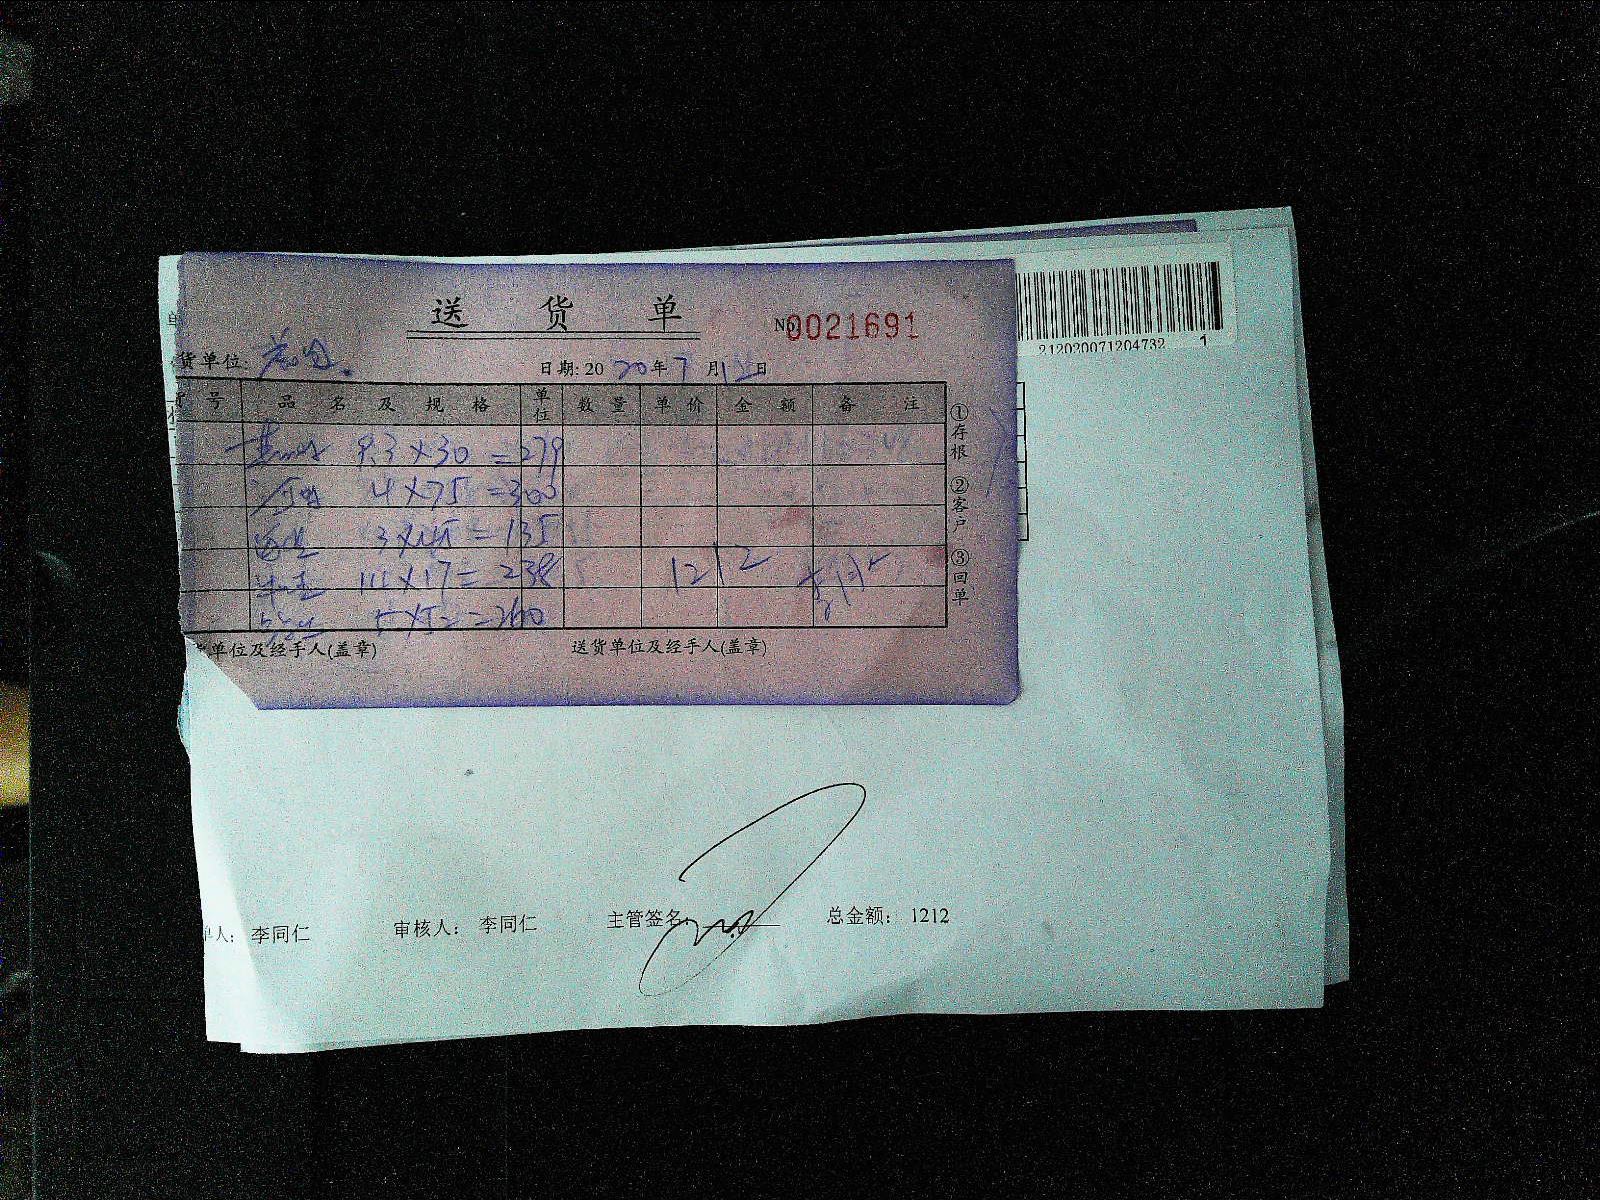 送 货 单
No 0021691
212020071204732 1
货单位:
日期: 2020年7月12日
号 品 名 及 规 格 单位 数 量 单 价 金 额 备 注
9.3×30=279
4×75=300
3×45=135
14×17=238
5×52=260
1212
①存根 ②客户 ③回单
单位及经手人(盖章) 送货单位及经手人(盖章)
单人: 李同仁 审核人: 李同仁 主管签名: 总金额: 1212